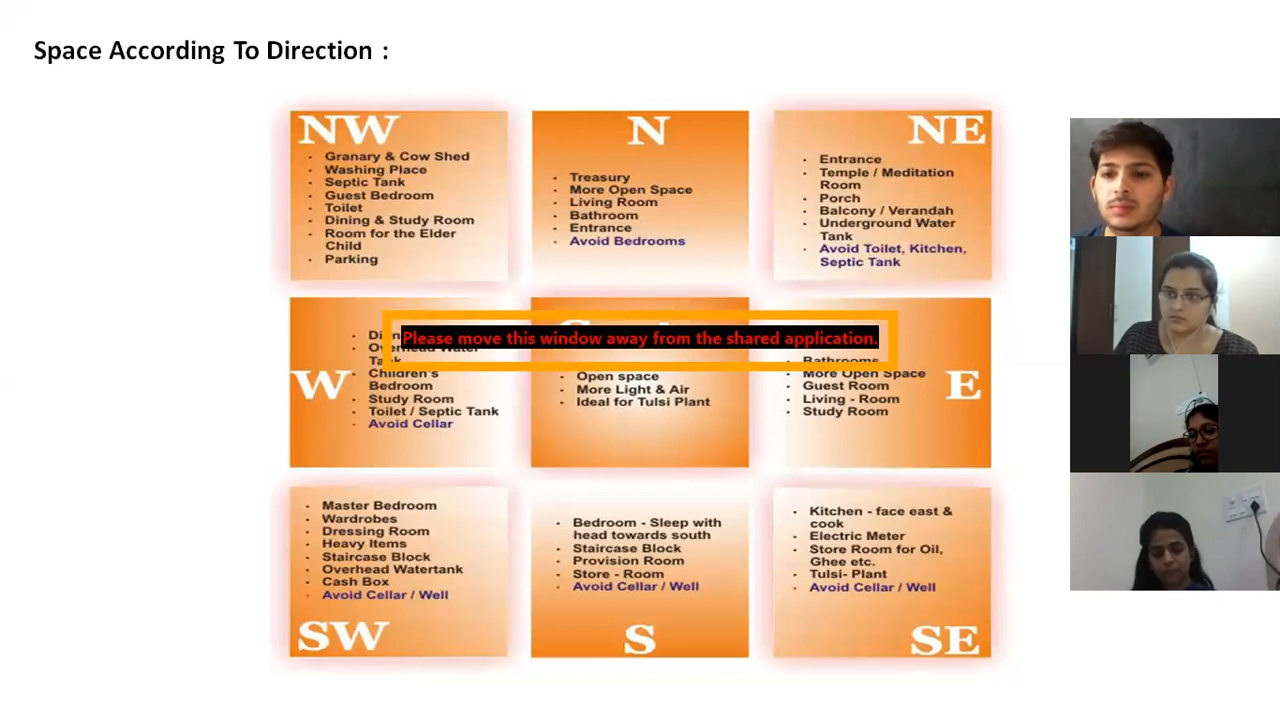 Space According To Direction :
NW
· Granary & Cow Shed
· Washing Place
· Septic Tank
· Guest Bedroom
· Toilet
· Dining & Study Room
· Room for the Elder
Child
· Parking
N
· Treasury
· More Open Space
· Living Room
· Bathroom
· Entrance
· Avoid Bedrooms
NE
· Entrance
· Temple / Meditation
Room
· Porch
· Balcony / Verandah
· Underground Water
Tank
· Avoid Toilet, Kitchen,
Septic Tank
Please move this window away from the shared application.
W
· Overhead Water
Tank
· Children's
Bedroom
· Study Room
· Toilet / Septic Tank
· Avoid Cellar
· Open space
· More Light & Air
· Ideal for Tulsi Plant
E
· Bathrooms
· More Open Space
· Guest Room
· Living - Room
· Study Room
· Master Bedroom
· Wardrobes
· Dressing Room
· Heavy Items
· Staircase Block
· Overhead Watertank
· Cash Box
· Avoid Cellar / Well
SW
· Bedroom - Sleep with
head towards south
· Staircase Block
· Provision Room
· Store - Room
· Avoid Cellar / Well
S
· Kitchen - face east &
cook
· Electric Meter
· Store Room for Oil,
Ghee etc.
· Tulsi- Plant
· Avoid Cellar / Well
SE